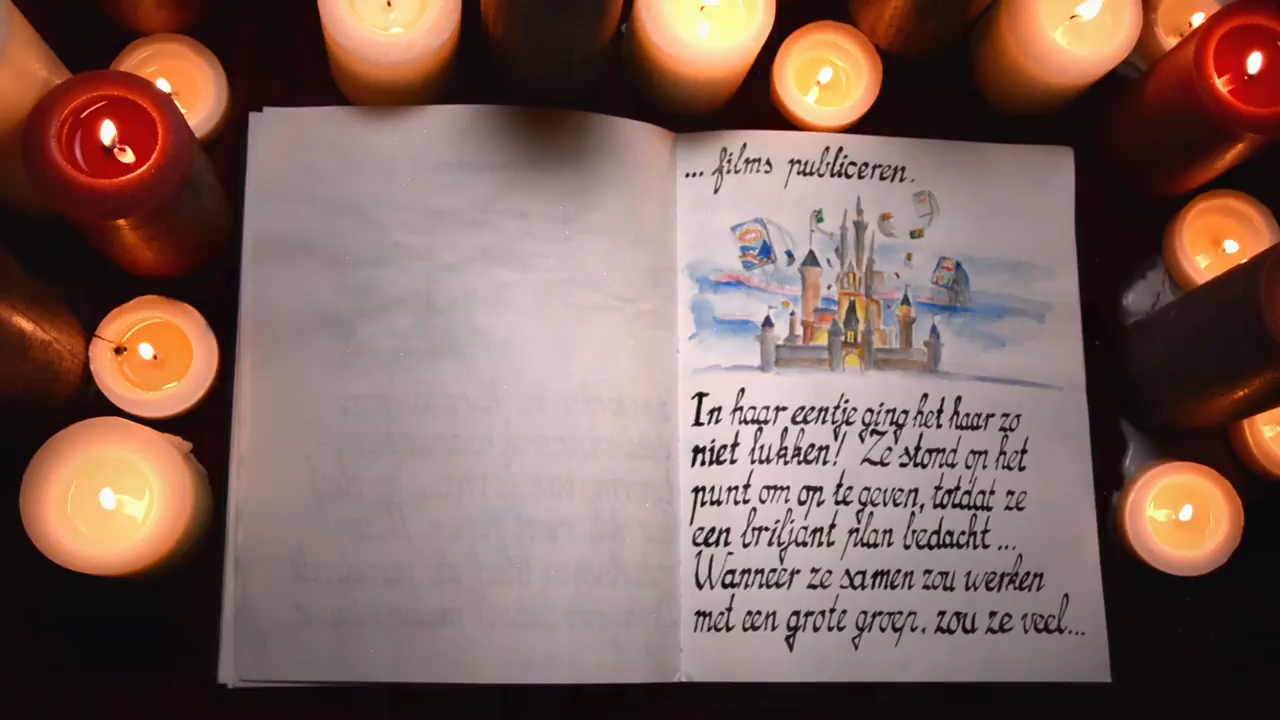 ... films publiceren.
In haar eentje ging het haar zo
niet lukken! Ze stond op het
punt om op te geven, totdat ze
een briljant plan bedacht ...
Wanneer ze samen zou werken
met een grote groep, zou ze veel...